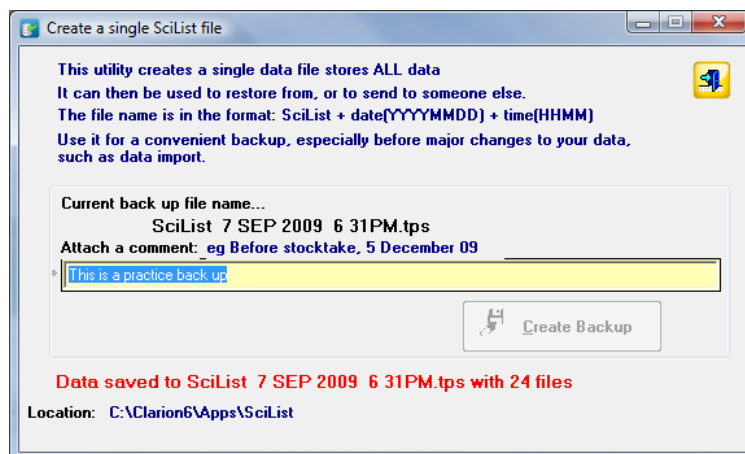 Create a single SciList file
This utility creates a single data file stores ALL data
It can then be used to restore from, or to send to someone else.
The file name is in the format: SciList + date(YYYYMMDD) + time(HHMM)
Use it for a convenient backup, especially before major changes to your data,
such as data import.
Current back up file name...
SciList 7 SEP 2009 6 31PM.tps
Attach a comment: eg Before stocktake, 5 December 09
This is a practice back up
Create Backup
Data saved to SciList 7 SEP 2009 6 31PM.tps with 24 files
Location: C:\Clarion6\Apps\SciList